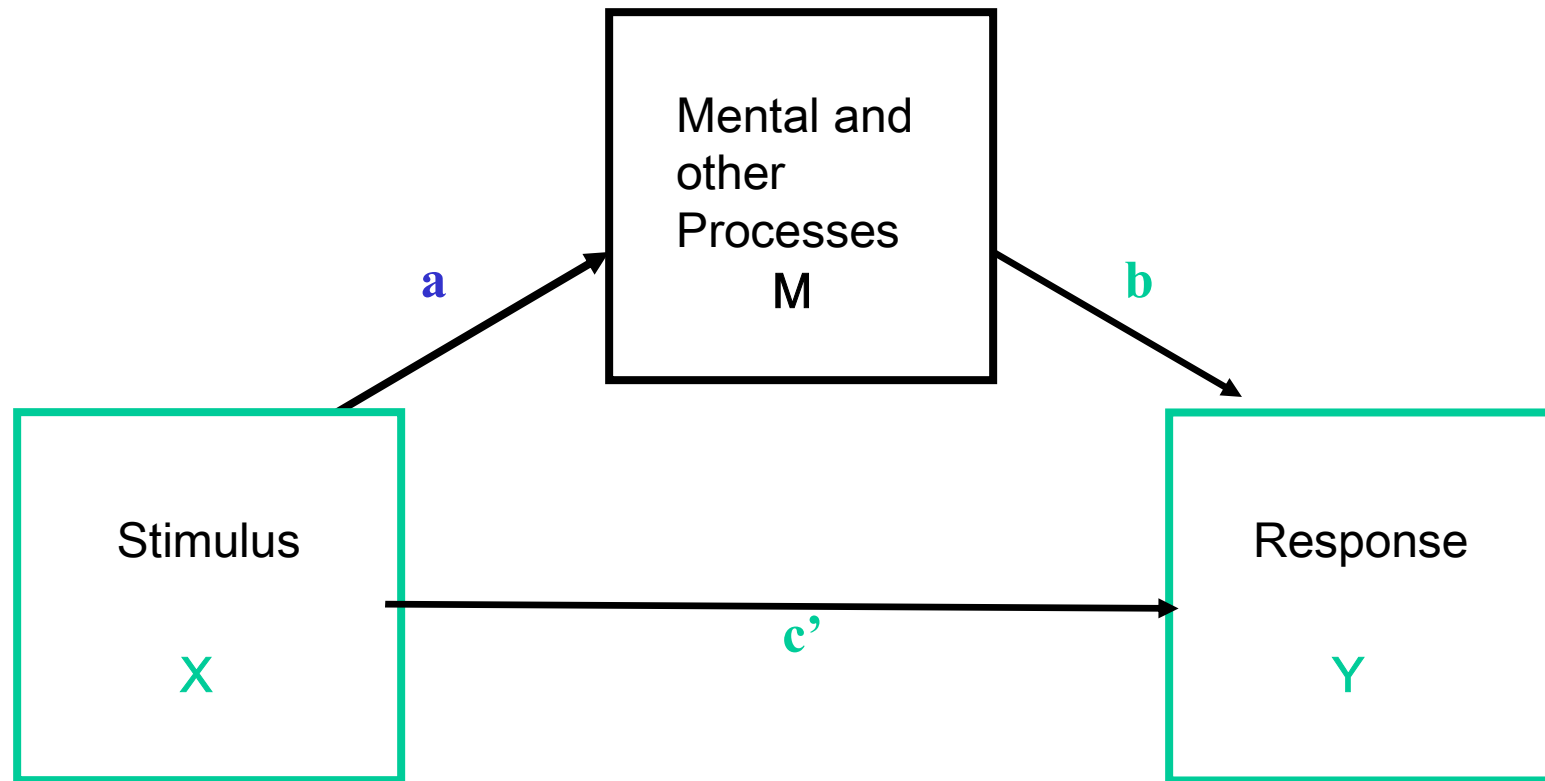 Mental and
other
Processes
M
a
b
Stimulus
X
c’
Response
Y